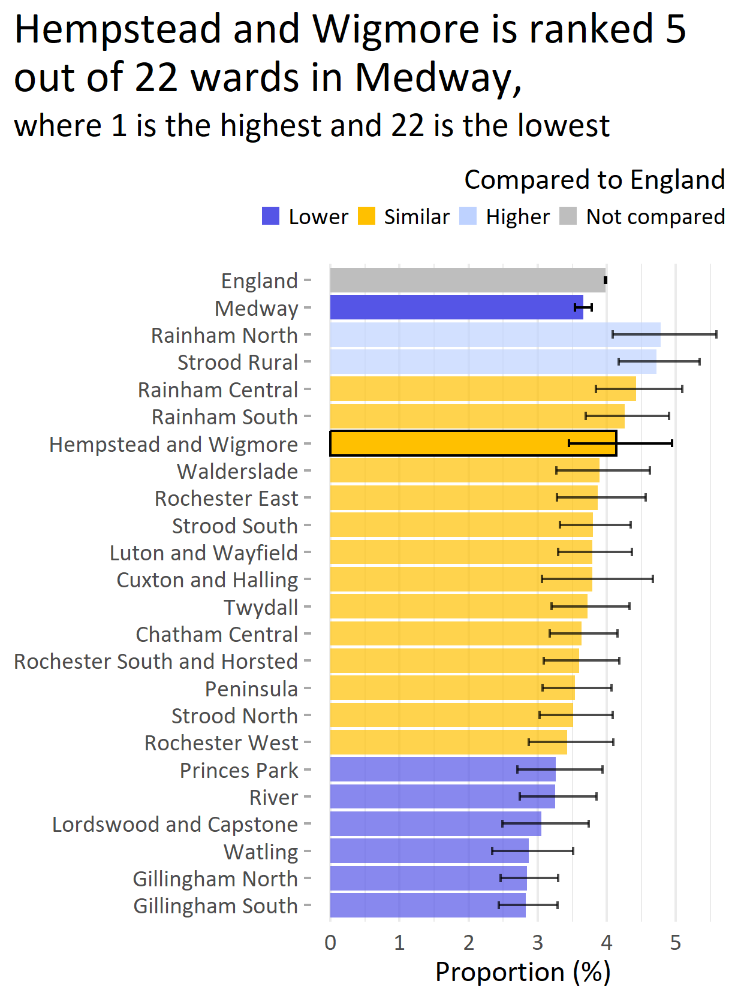 Hempstead and Wigmore is ranked 5
out of 22 wards in Medway,
where 1 is the highest and 22 is the lowest
Compared to England
Lower Similar Higher Not compared
England
Medway
Rainham North
Strood Rural
Rainham Central
Rainham South
Hempstead and Wigmore
Walderslade
Rochester East
Strood South
Luton and Wayfield
Cuxton and Halling
Twydall
Chatham Central
Rochester South and Horsted
Peninsula
Strood North
Rochester West
Princes Park
River
Lordswood and Capstone
Watling
Gillingham North
Gillingham South
0 1 2 3 4 5
Proportion (%)